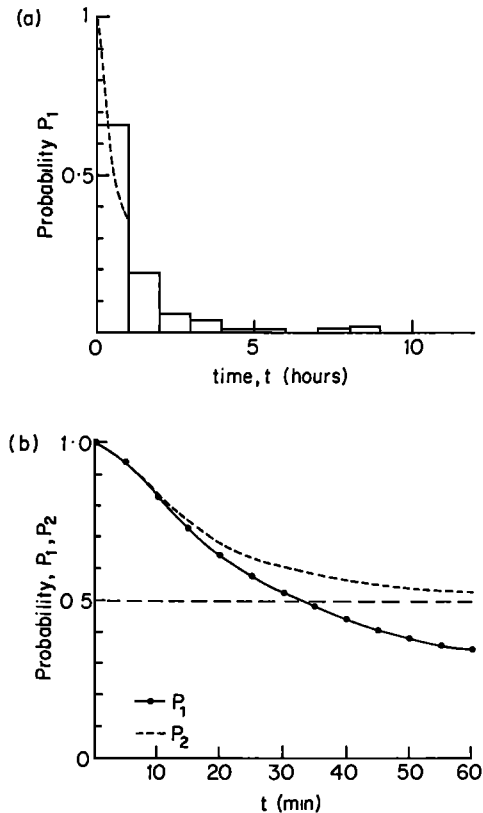 (a)
1
0·5
0
5
10
Probability P1
time, t (hours)
(b)
1·0
0 5
0
10
20
30
40
50
60
Probability, P1, P2
P1
P2
t (min)